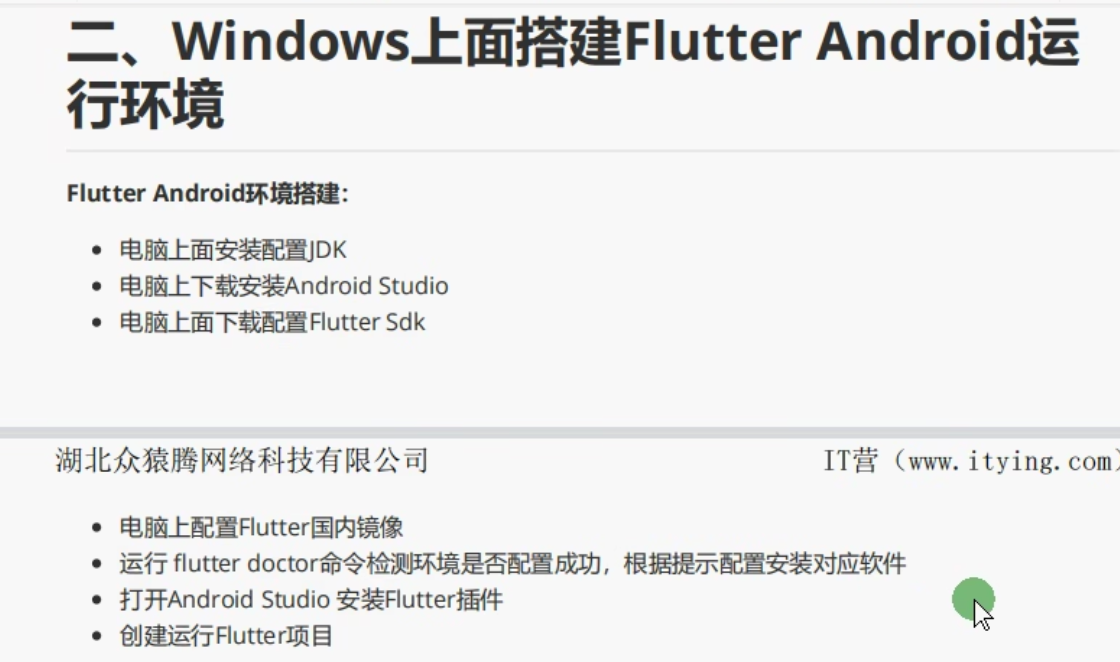 二、Windows上面搭建Flutter Android运
行环境
Flutter Android环境搭建：
电脑上面安装配置JDK
电脑上下载安装Android Studio
电脑上面下载配置Flutter Sdk
湖北众猿腾网络科技有限公司
IT营（www.itying.com）
电脑上配置Flutter国内镜像
运行 flutter doctor命令检测环境是否配置成功，根据提示配置安装对应软件
打开Android Studio 安装Flutter插件
创建运行Flutter项目